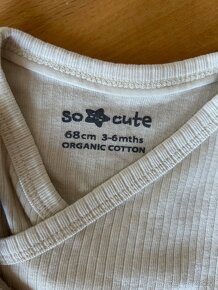 so cute
68cm 3-6mths
ORGANIC COTTON